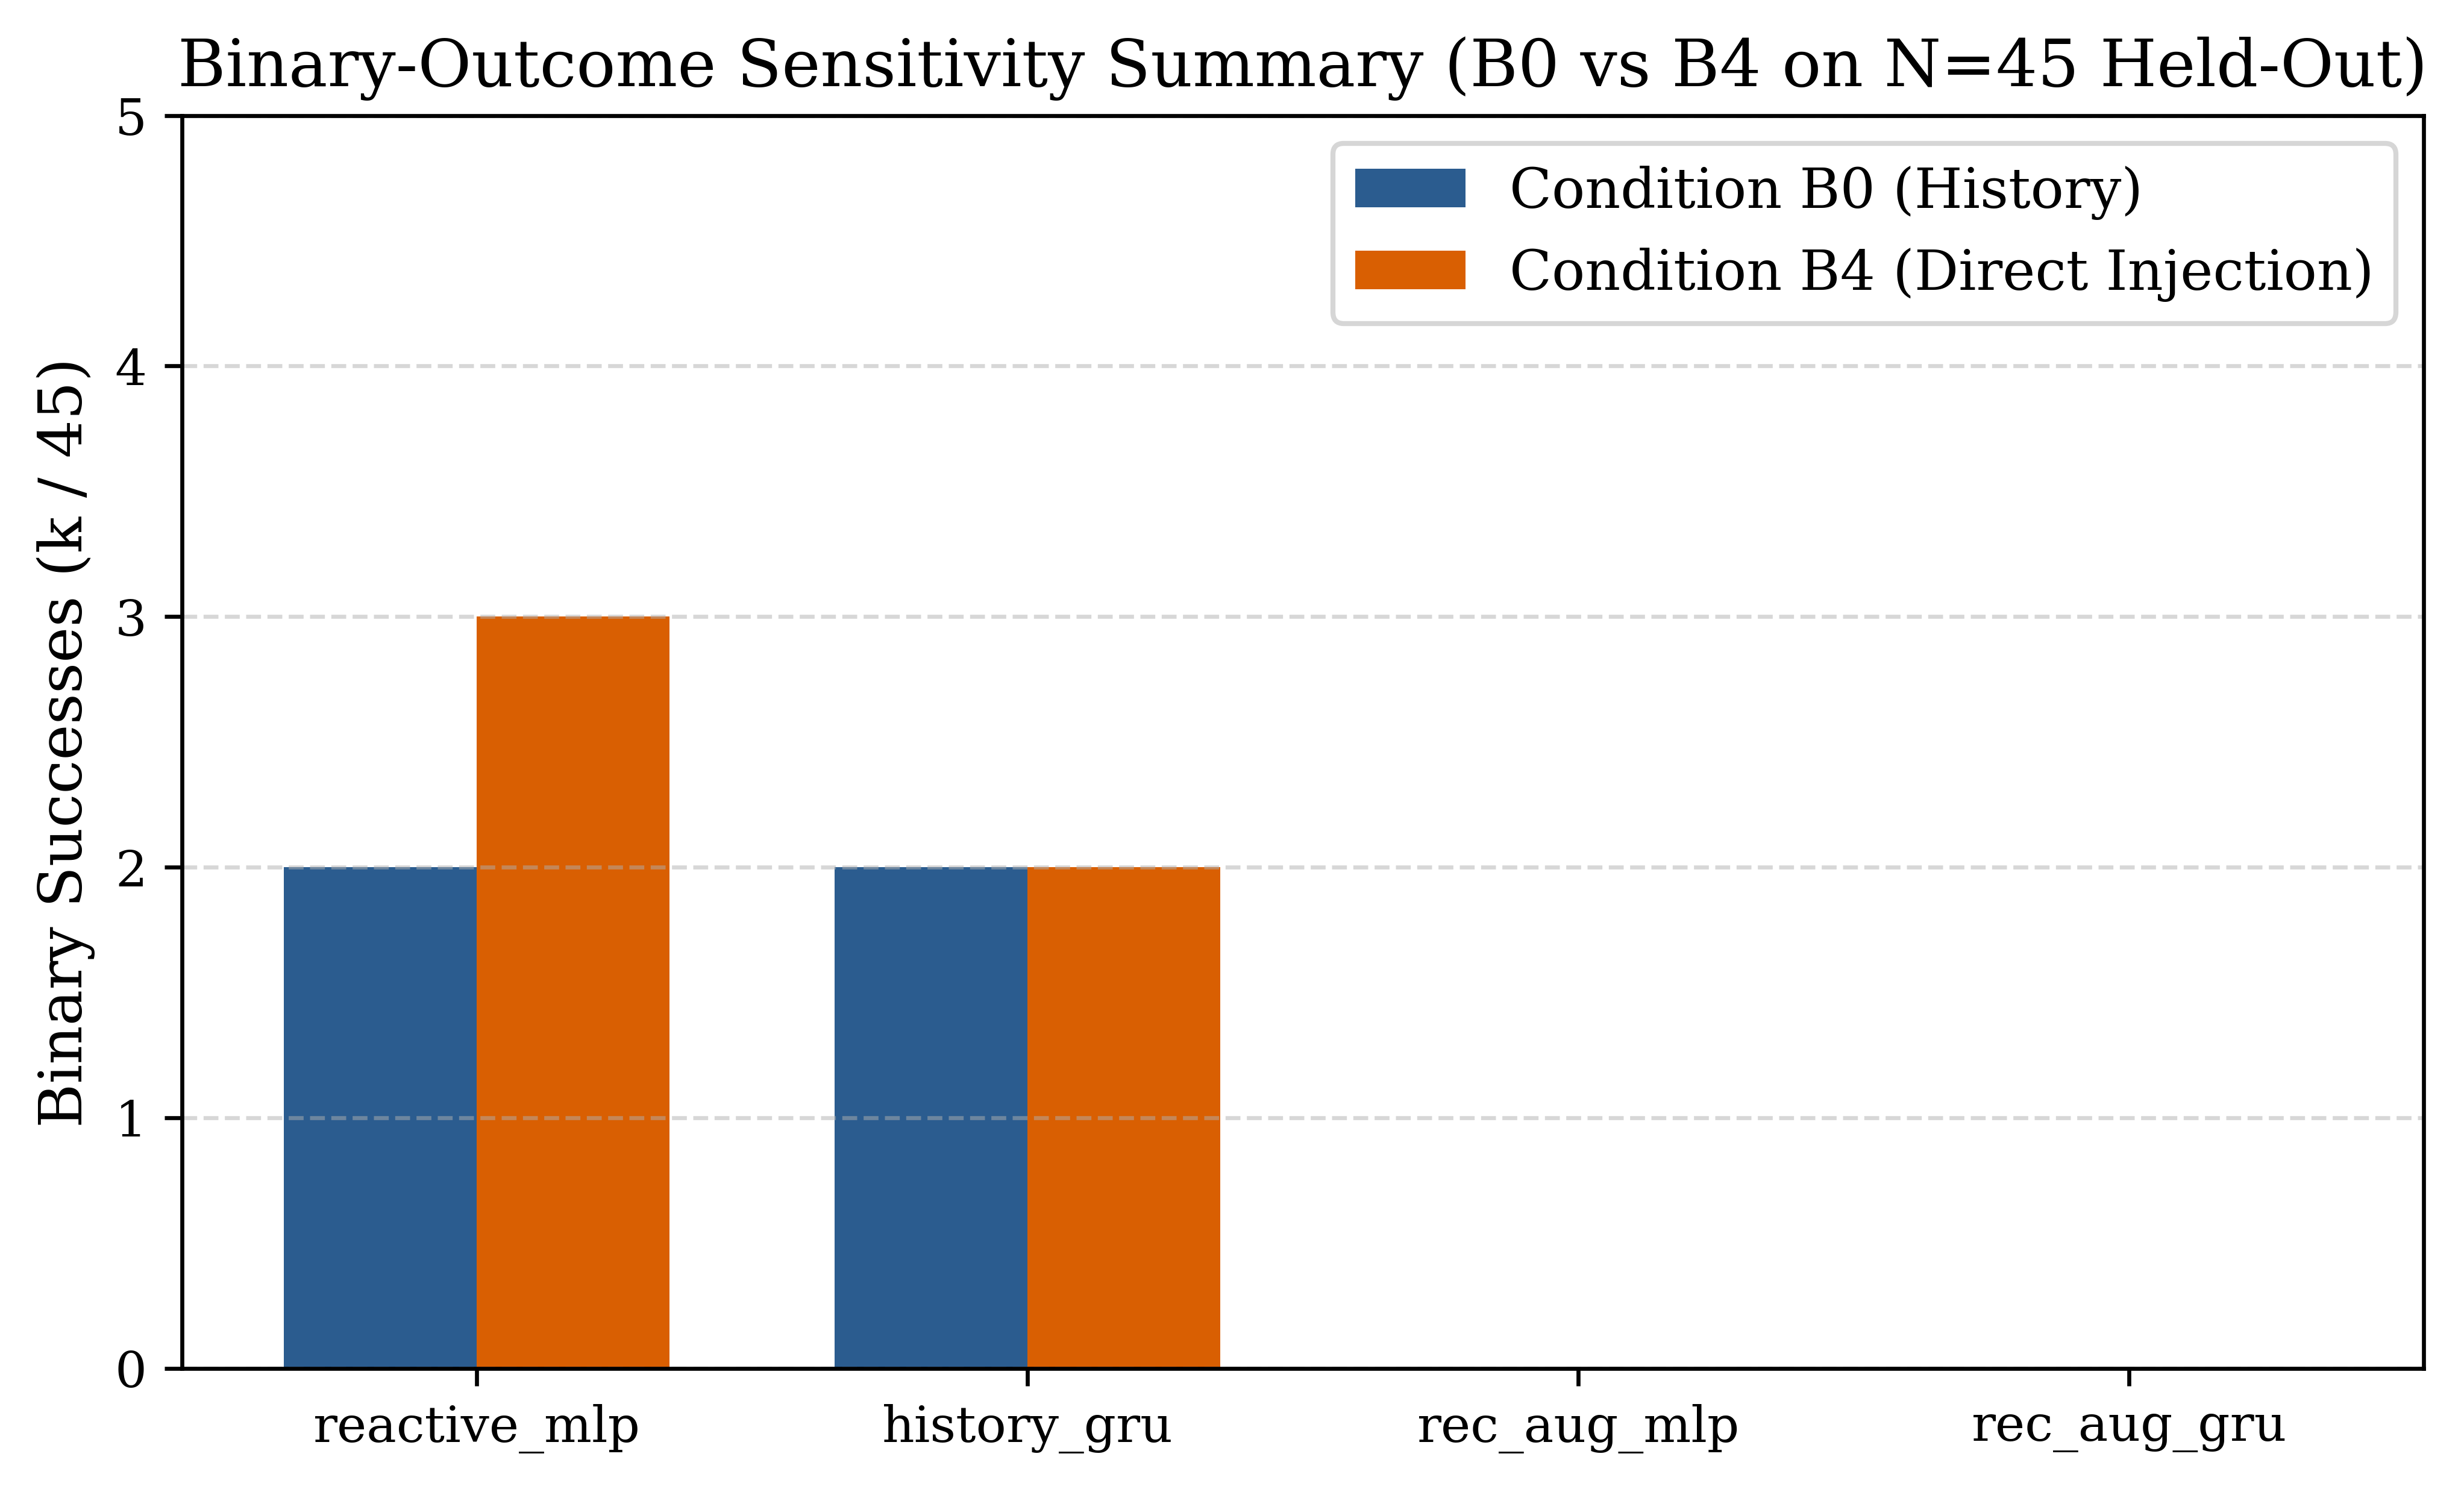 Binary-Outcome Sensitivity Summary (B0 vs B4 on N=45 Held-Out)
Condition B0 (History)
Condition B4 (Direct Injection)
Binary Successes (k / 45)
5
4
3
2
1
0
reactive_mlp
history_gru
rec_aug_mlp
rec_aug_gru